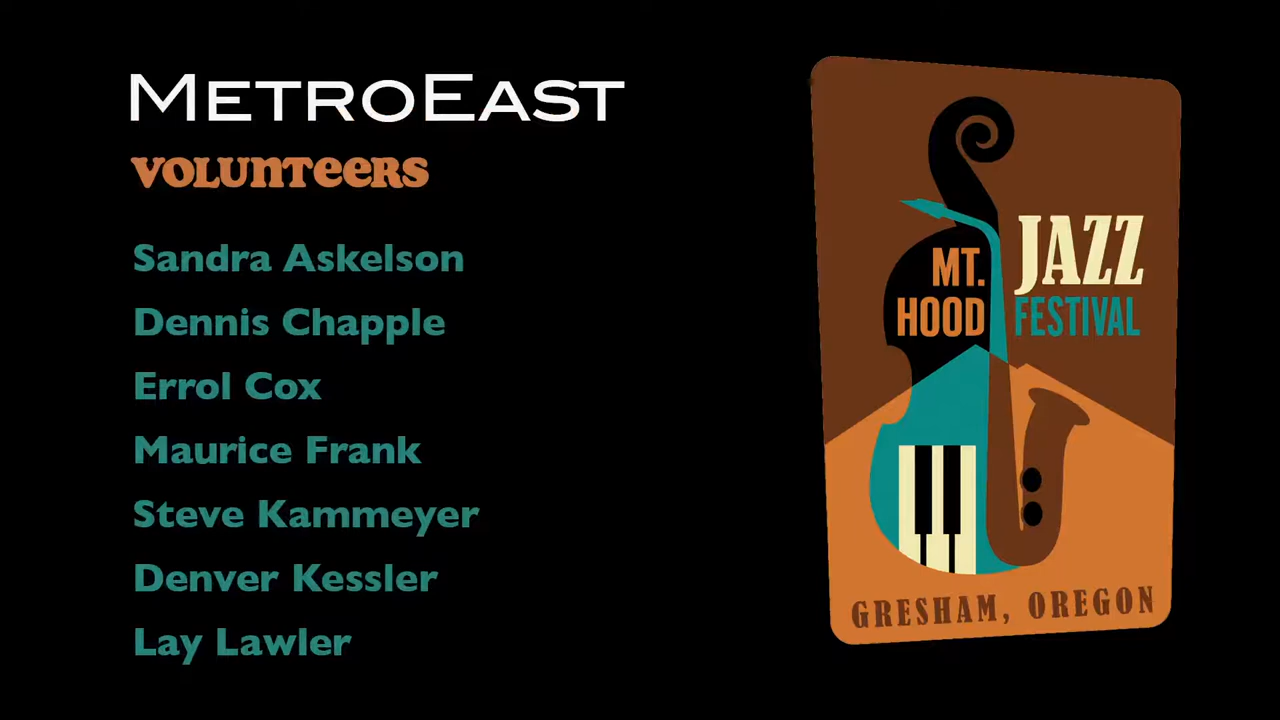 MetroEast
Volunteers
Sandra Askelson
Dennis Chapple
Errol Cox
Maurice Frank
Steve Kammeyer
Denver Kessler
Lay Lawler
MT.
HOOD
JAZZ
FESTIVAL
GRESHAM, OREGON